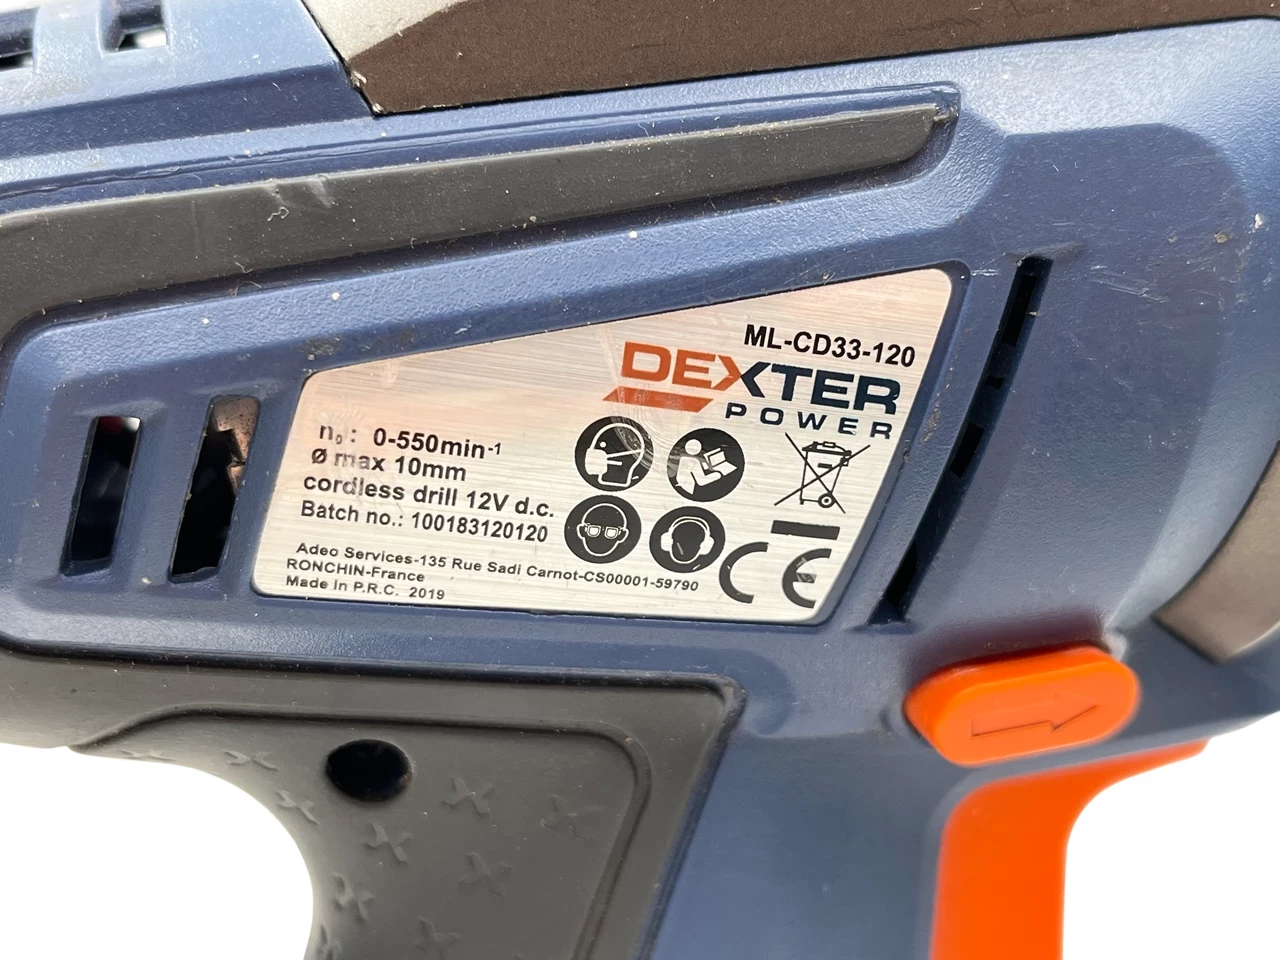 ML-CD33-120
DEXTER
POWER
n₀: 0-550min⁻¹
Ø max 10mm
cordless drill 12V d.c.
Batch no.: 100183120120
Adeo Services-135 Rue Sadi Carnot-CS00001-59790
RONCHIN-France
Made in P.R.C. 2019
CE